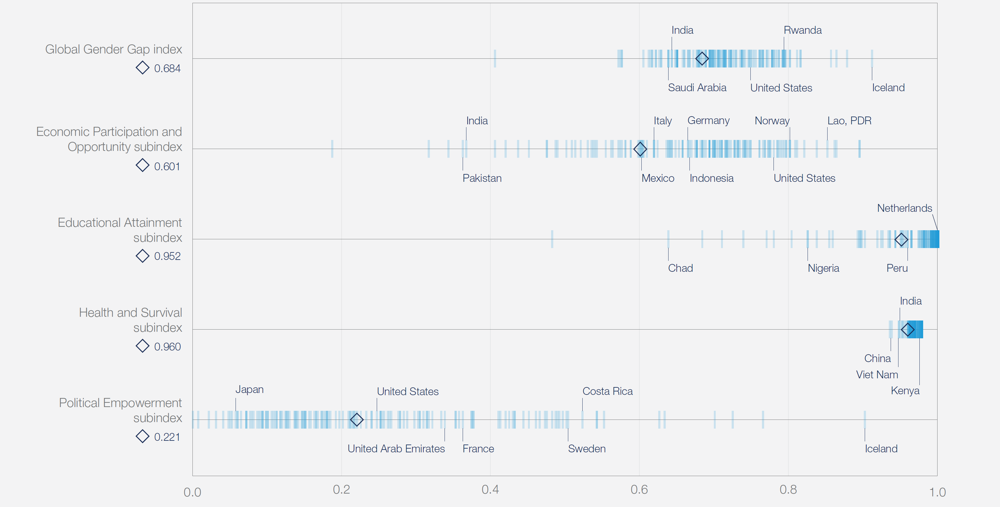 India
Rwanda
Global Gender Gap index
0.684
Saudi Arabia
United States
Iceland
India
Italy
Germany
Norway
Lao, PDR
Economic Participation and
Opportunity subindex
0.601
Pakistan
Mexico
Indonesia
United States
Netherlands
Educational Attainment
subindex
0.952
Chad
Nigeria
Peru
India
Health and Survival
subindex
0.960
China
Viet Nam
Kenya
Japan
United States
Costa Rica
Political Empowerment
subindex
0.221
United Arab Emirates
France
Sweden
Iceland
0.0
0.2
0.4
0.6
0.8
1.0